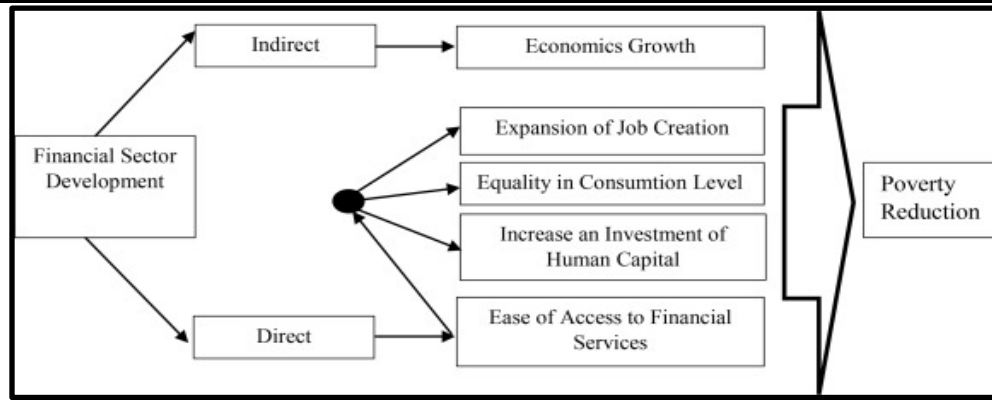 Indirect
Economics Growth
Financial Sector
Development
Expansion of Job Creation
Equality in Consumtion Level
Increase an Investment of
Human Capital
Direct
Ease of Access to Financial
Services
Poverty
Reduction